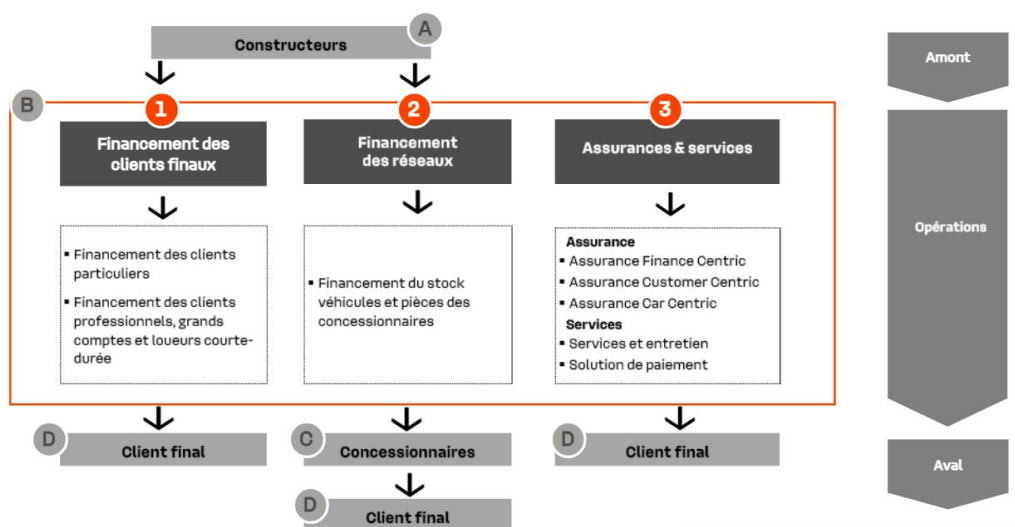 A
Constructeurs
Amont
B
1
2
3
Financement des
clients finaux
Financement
des réseaux
Assurances & services
Opérations
▪ Financement des clients
particuliers
▪ Financement des clients
professionnels, grands
comptes et loueurs courte-
durée
▪ Financement du stock
véhicules et pièces des
concessionnaires
Assurance
▪ Assurance Finance Centric
▪ Assurance Customer Centric
▪ Assurance Car Centric
Services
▪ Services et entretien
▪ Solution de paiement
D
Client final
C
Concessionnaires
D
Client final
D
Client final
Aval